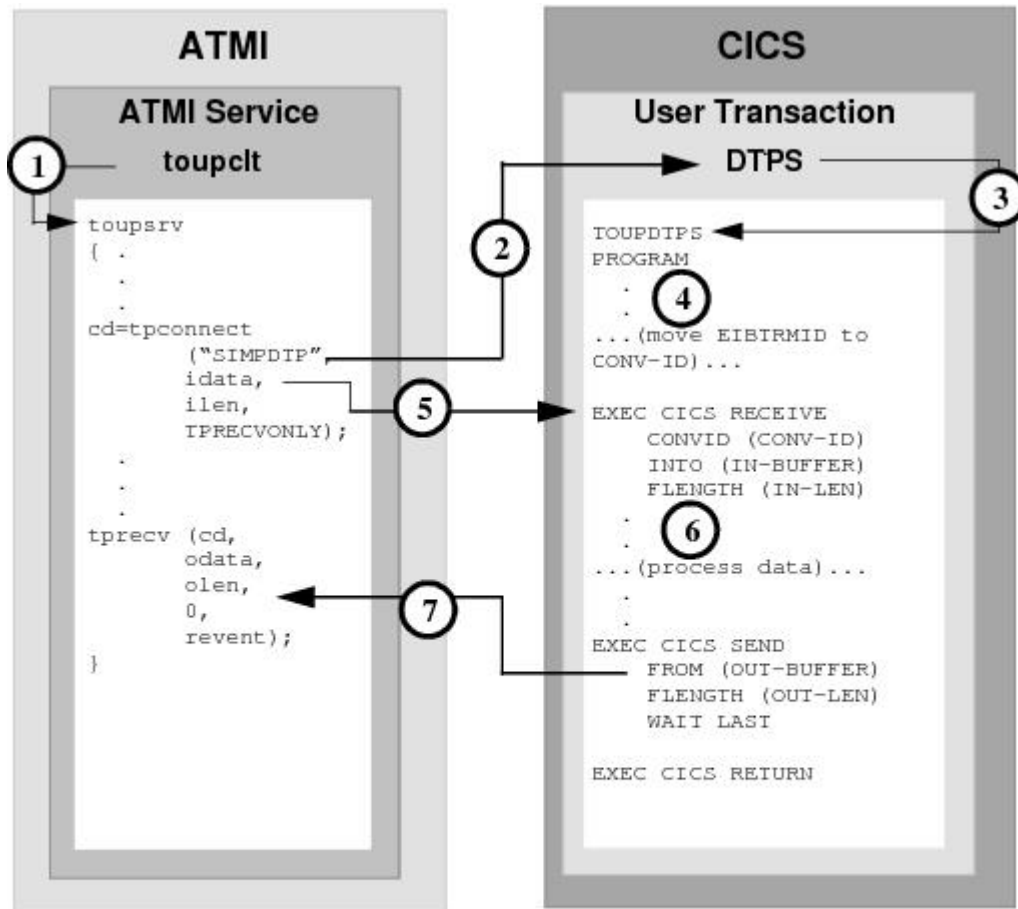 ATMI
ATMI Service
toupclt
1
toupsrv
{ .
.
.
cd=tpconnect
("SIMPDTP",
idata,
ilen,
TPRECVONLY);
.
.
.
tprecv (cd,
odata,
olen,
0,
revent);
}
2
5
7
CICS
User Transaction
DTPS
3
TOUPDTPS
PROGRAM
.
.
4
...(move EIBTRMID to
CONV-ID)...
EXEC CICS RECEIVE
CONVID (CONV-ID)
INTO (IN-BUFFER)
FLENGTH (IN-LEN)
.
.
6
...(process data)...
.
.
EXEC CICS SEND
FROM (OUT-BUFFER)
FLENGTH (OUT-LEN)
WAIT LAST
EXEC CICS RETURN